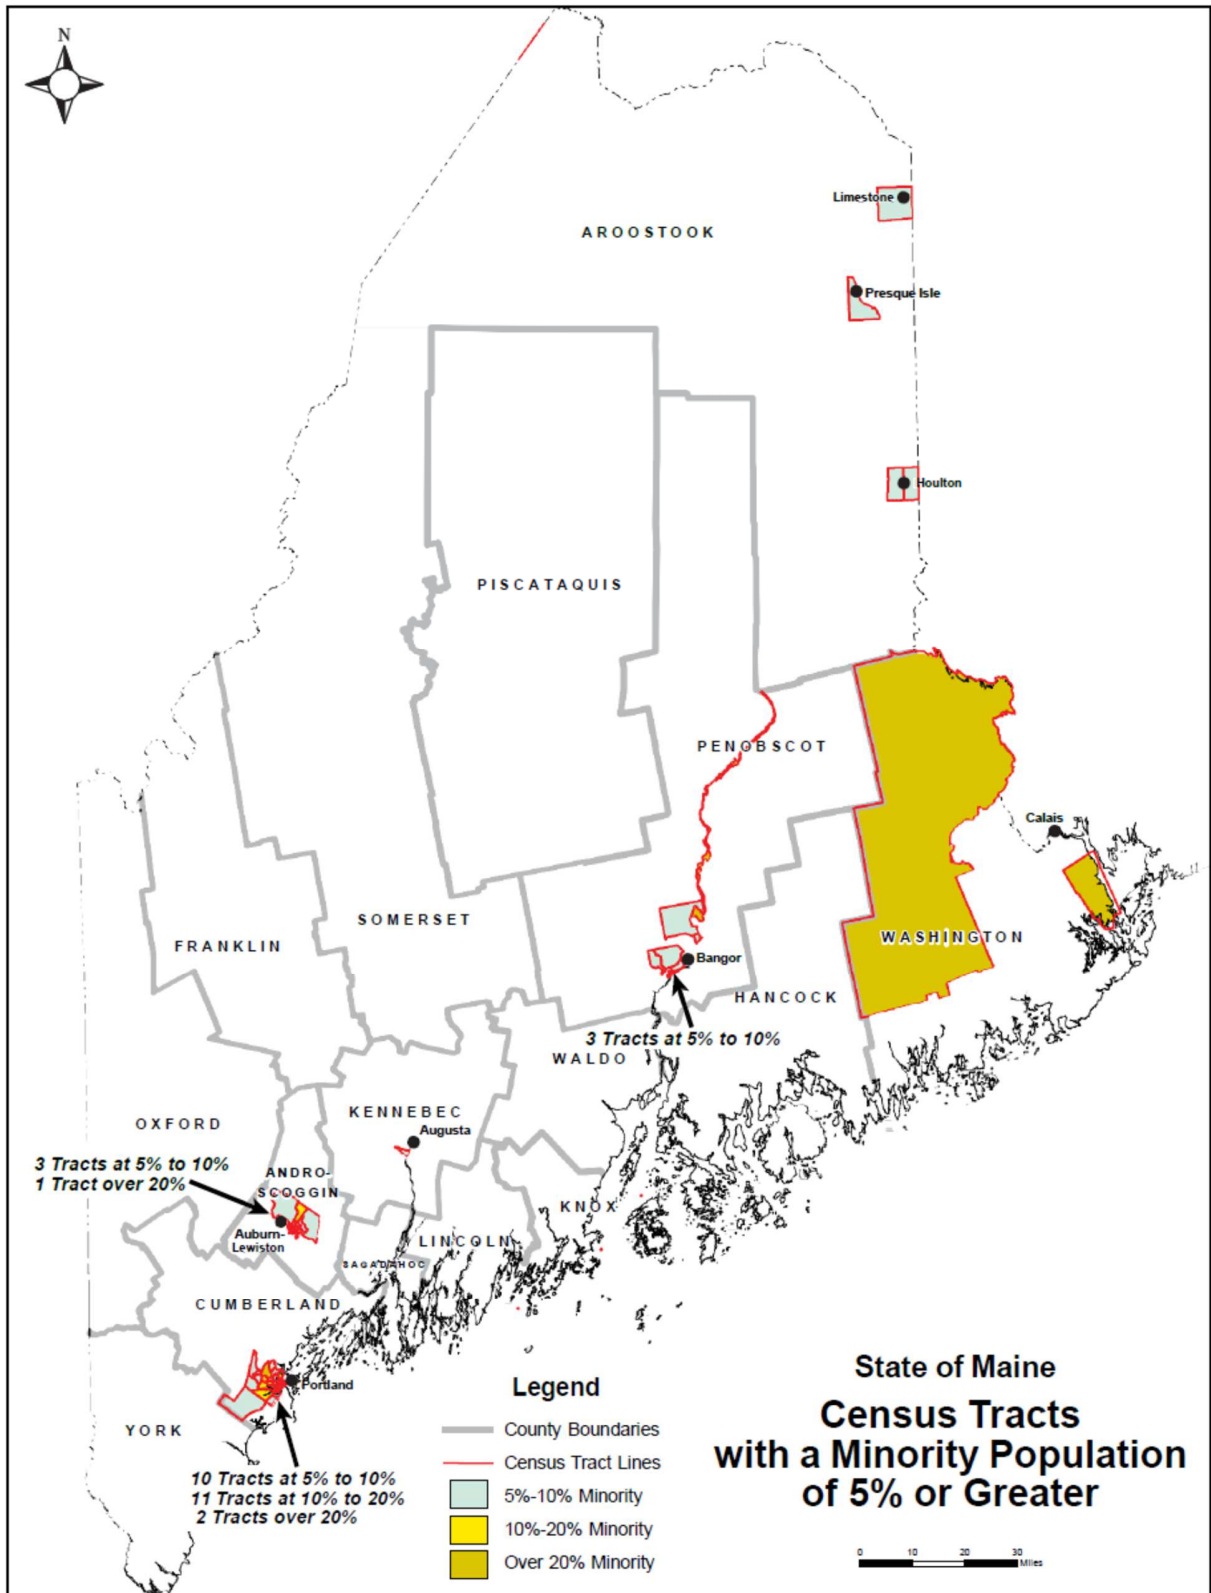 N
Limestone
AROOSTOOK
Presque Isle
Houlton
PISCATAQUIS
PENOBSCOT
Calais
SOMERSET
FRANKLIN
WASHINGTON
Bangor
HANCOCK
3 Tracts at 5% to 10%
WALDO
KENNEBEC
OXFORD
Augusta
3 Tracts at 5% to 10%
1 Tract over 20%
ANDRO-
SCOGGIN
KNOX
Auburn-
Lewiston
LINCOLN
SAGADAHOC
CUMBERLAND
Portland
YORK
10 Tracts at 5% to 10%
11 Tracts at 10% to 20%
2 Tracts over 20%
Legend
County Boundaries
Census Tract Lines
5%-10% Minority
10%-20% Minority
Over 20% Minority
State of Maine
Census Tracts
with a Minority Population
of 5% or Greater
0 10 20 30
Miles